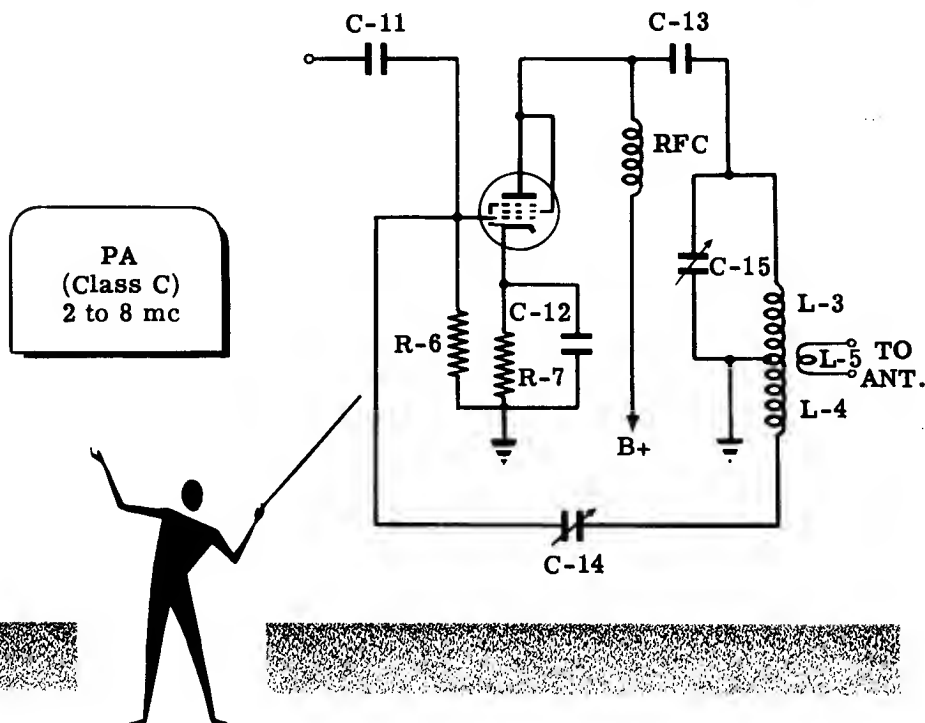 C-11
C-13
RFC
PA
(Class C)
2 to 8 mc
C-15
L-3
C-12
R-6
R-7
L-5 TO
ANT.
L-4
B+
C-14